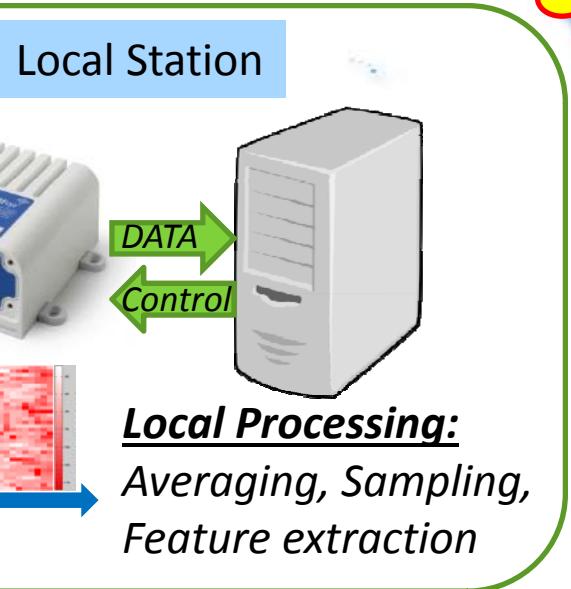 Local Station
DATA
Control
Local Processing:
Averaging, Sampling,
Feature extraction